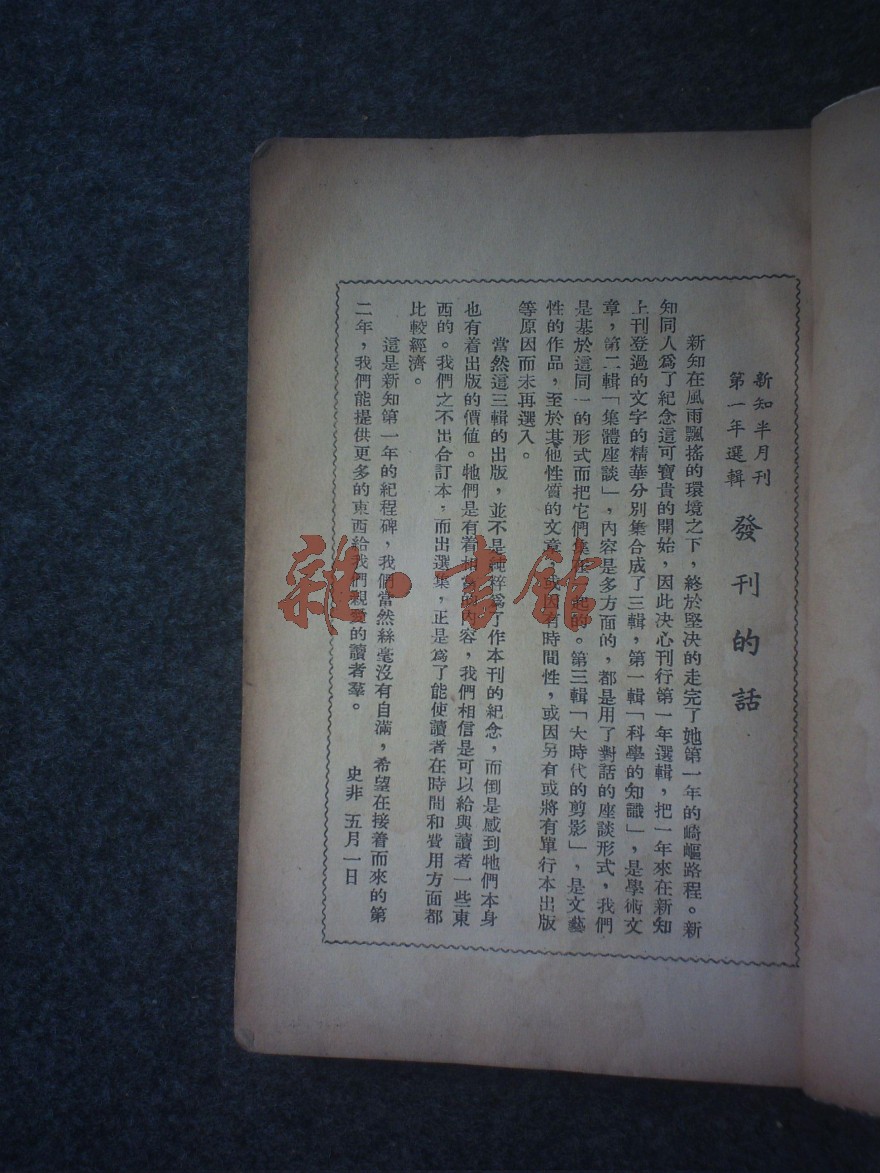 新知半月刊
第一年選輯
發刊的話
新知在風雨飄搖的環境之下，終於堅決的走完了她第一年的崎嶇路程。新
知同人爲了紀念這可寶貴的開始，因此決心刊行第一年選輯，把一年來在新知
上刊登過的文字的精華分別集合成了三輯，第一輯「科學的知識」，是學術文
章，第二輯「集體座談」，內容是多方面的，都是用了對話的座談形式，我們
是基於這同一的形式而把它們集在一起的。第三輯「大時代的剪影」，是文藝
性的作品，至於其他性質的文章，或因有時間性，或因另有或將有單行本出版
等原因而未再選入。
當然這三輯的出版，並不是純粹爲了作本刊的紀念，而倒是感到牠們本身
也有着出版的價値。牠們是有着相當的內容，我們相信是可以給與讀者一些東
西的。我們之不出合訂本，而出選集，正是爲了能使讀者在時間和費用方面都
比較經濟。
這是新知第一年的紀程碑，我們當然絲毫沒有自滿，希望在接着而來的第
二年，我們能提供更多的東西給我們親愛的讀者羣。
史非 五月一日
雜·書館